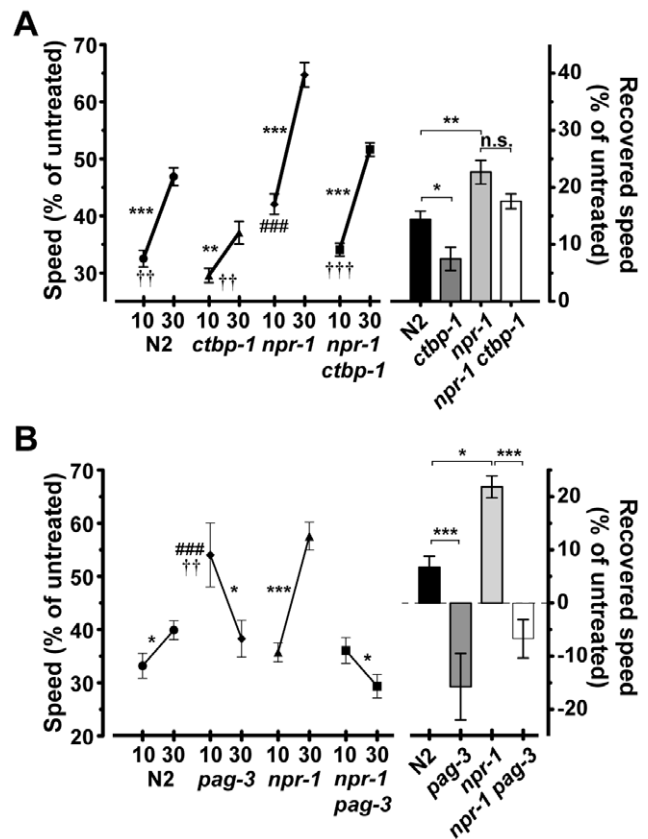 A
Speed (% of untreated)
70
60
50
40
30
***
††
**
††
***
###
***
†††
10 30 10 30 10 30 10 30
N2 ctbp-1 npr-1 npr-1
ctbp-1
**
*
n.s.
40
30
20
10
0
Recovered speed
(% of untreated)
N2
ctbp-1
npr-1
npr-1 ctbp-1
B
Speed (% of untreated)
70
60
50
40
30
20
*
###
††
*
***
*
10 30 10 30 10 30 10 30
N2 pag-3 npr-1 npr-1
pag-3
*
***
***
20
10
0
-10
-20
Recovered speed
(% of untreated)
N2
pag-3
npr-1
npr-1 pag-3